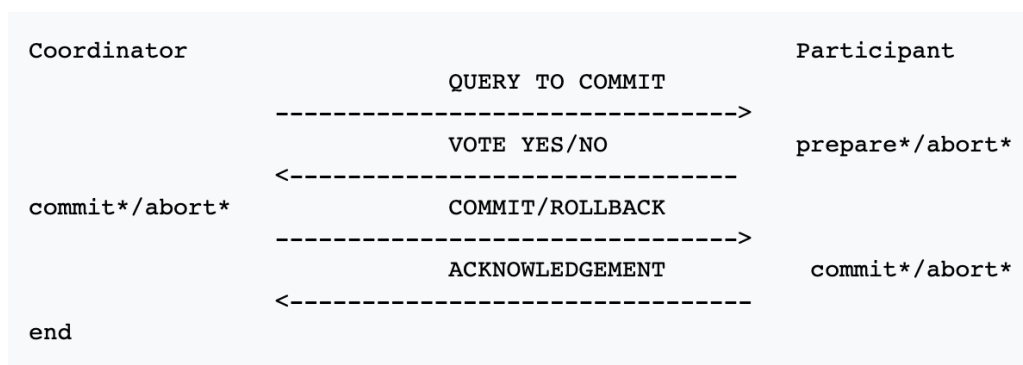 Coordinator Participant
QUERY TO COMMIT
-------------------------------->
VOTE YES/NO prepare*/abort*
<-------------------------------
commit*/abort* COMMIT/ROLLBACK
-------------------------------->
ACKNOWLEDGEMENT commit*/abort*
<--------------------------------
end